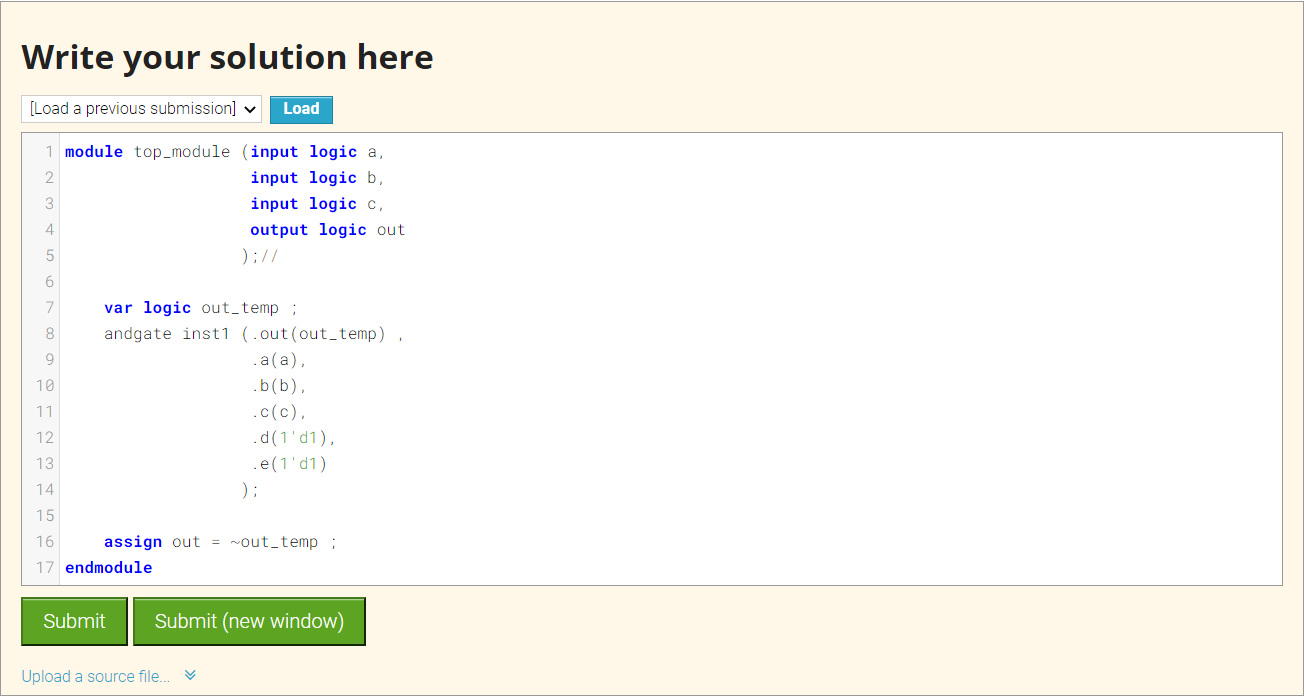 Write your solution here
[Load a previous submission] Load
1 module top_module (input logic a,
2 input logic b,
3 input logic c,
4 output logic out
5 );//
6
7 var logic out_temp ;
8 andgate inst1 (.out(out_temp) ,
9 .a(a),
10 .b(b),
11 .c(c),
12 .d(1'd1),
13 .e(1'd1)
14 );
15
16 assign out = ~out_temp ;
17 endmodule
Submit Submit (new window)
Upload a source file...